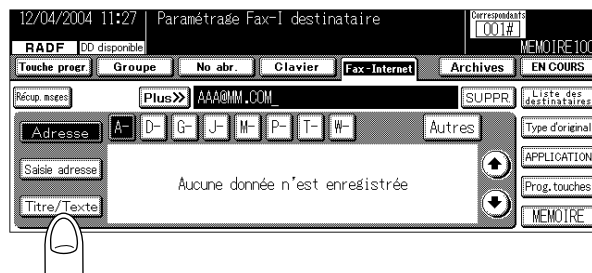 12/04/2004 11:27 Paramétrage Fax-I destinataire Correspondants
001#
RADF DD disponible MEMOIRE100
Touche progr. Groupe No abr. Clavier Fax-Internet Archives EN COURS
Récup. msges Plus» AAA@MM.COM_ SUPPR. Liste des destinataires
Adresse A- D- G- J- M- P- T- W- Autres Type d'original
Saisie adresse APPLICATION
Aucune donnée n'est enregistrée Prog.touches
Titre/Texte MEMOIRE